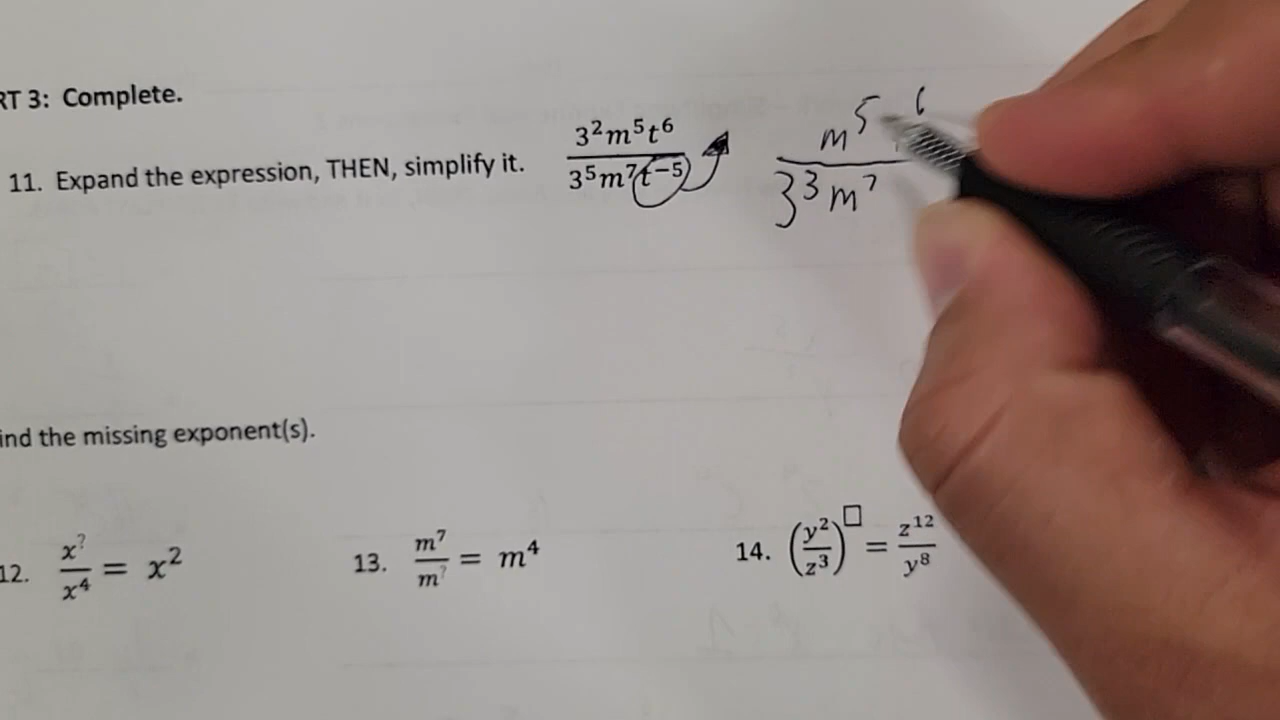 RT 3: Complete.
11. Expand the expression, THEN, simplify it. 3²m⁵t⁶ / 3⁵m⁷t⁻⁵ m⁵ 6 / 3³m⁷
ind the missing exponent(s).
12. x^? / x⁴ = x² 13. m⁷ / m^? = m⁴ 14. (y² / z³)^□ = z¹² / y⁸